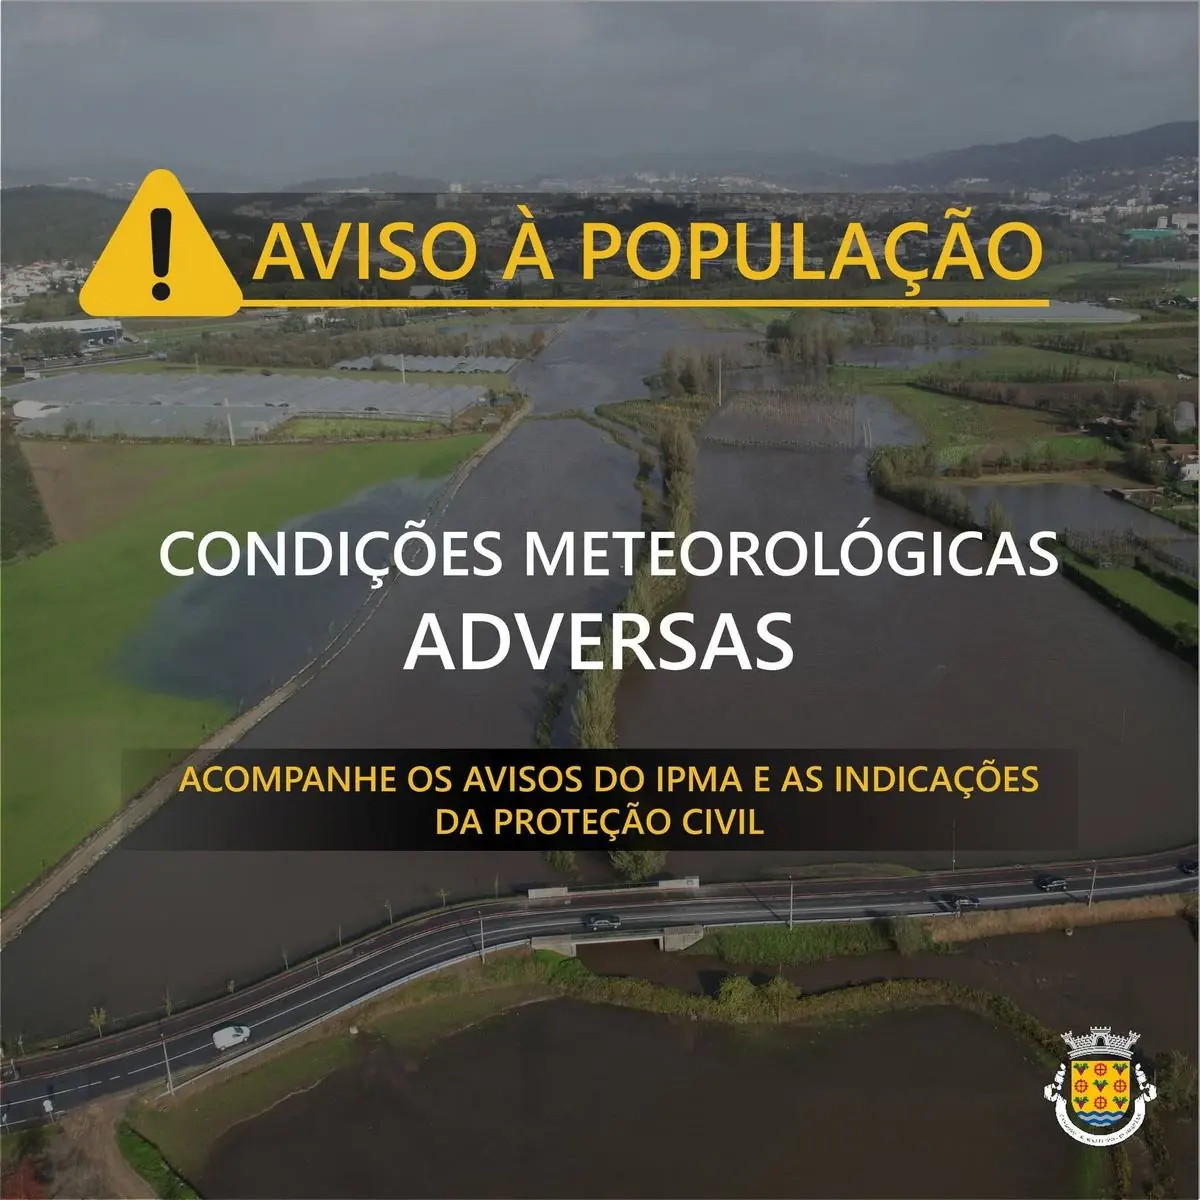 AVISO À POPULAÇÃO
CONDIÇÕES METEOROLÓGICAS
ADVERSAS
ACOMPANHE OS AVISOS DO IPMA E AS INDICAÇÕES
DA PROTEÇÃO CIVIL